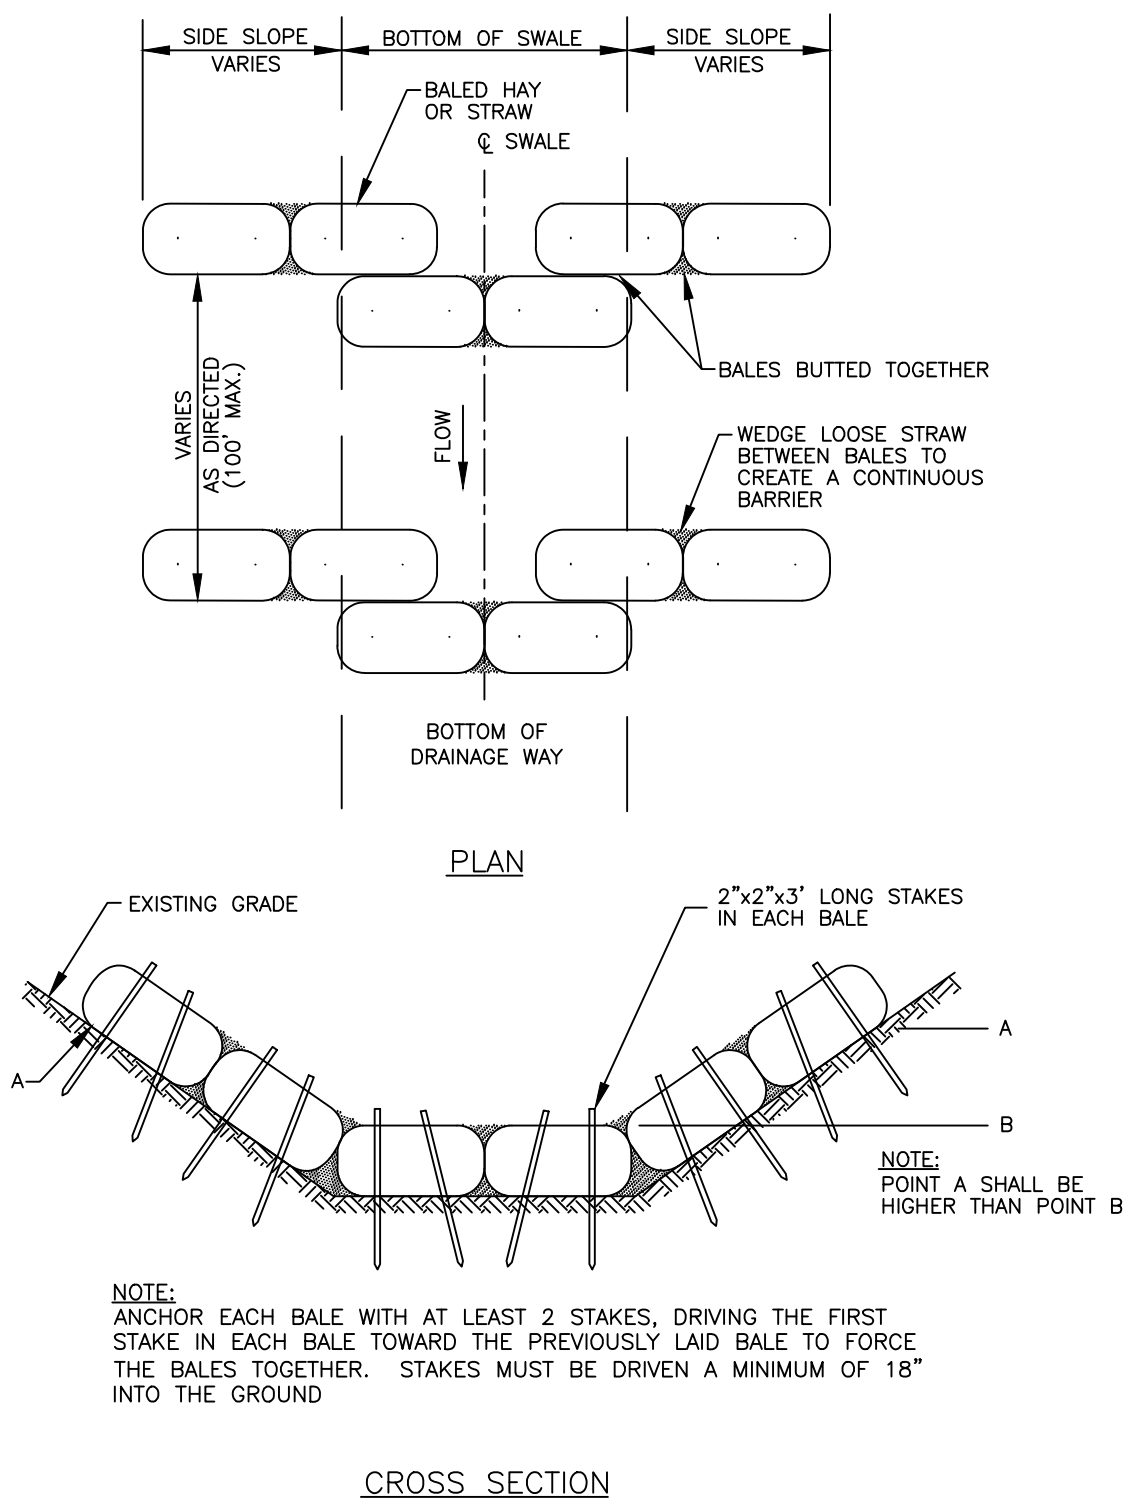 SIDE SLOPE
VARIES
BOTTOM OF SWALE
SIDE SLOPE
VARIES
BALED HAY
OR STRAW
℄ SWALE
BALES BUTTED TOGETHER
VARIES
AS DIRECTED
(100' MAX.)
FLOW
WEDGE LOOSE STRAW
BETWEEN BALES TO
CREATE A CONTINUOUS
BARRIER
BOTTOM OF
DRAINAGE WAY
PLAN
EXISTING GRADE
2"x2"x3' LONG STAKES
IN EACH BALE
A
A
B
NOTE:
POINT A SHALL BE
HIGHER THAN POINT B
NOTE:
ANCHOR EACH BALE WITH AT LEAST 2 STAKES, DRIVING THE FIRST
STAKE IN EACH BALE TOWARD THE PREVIOUSLY LAID BALE TO FORCE
THE BALES TOGETHER. STAKES MUST BE DRIVEN A MINIMUM OF 18"
INTO THE GROUND
CROSS SECTION